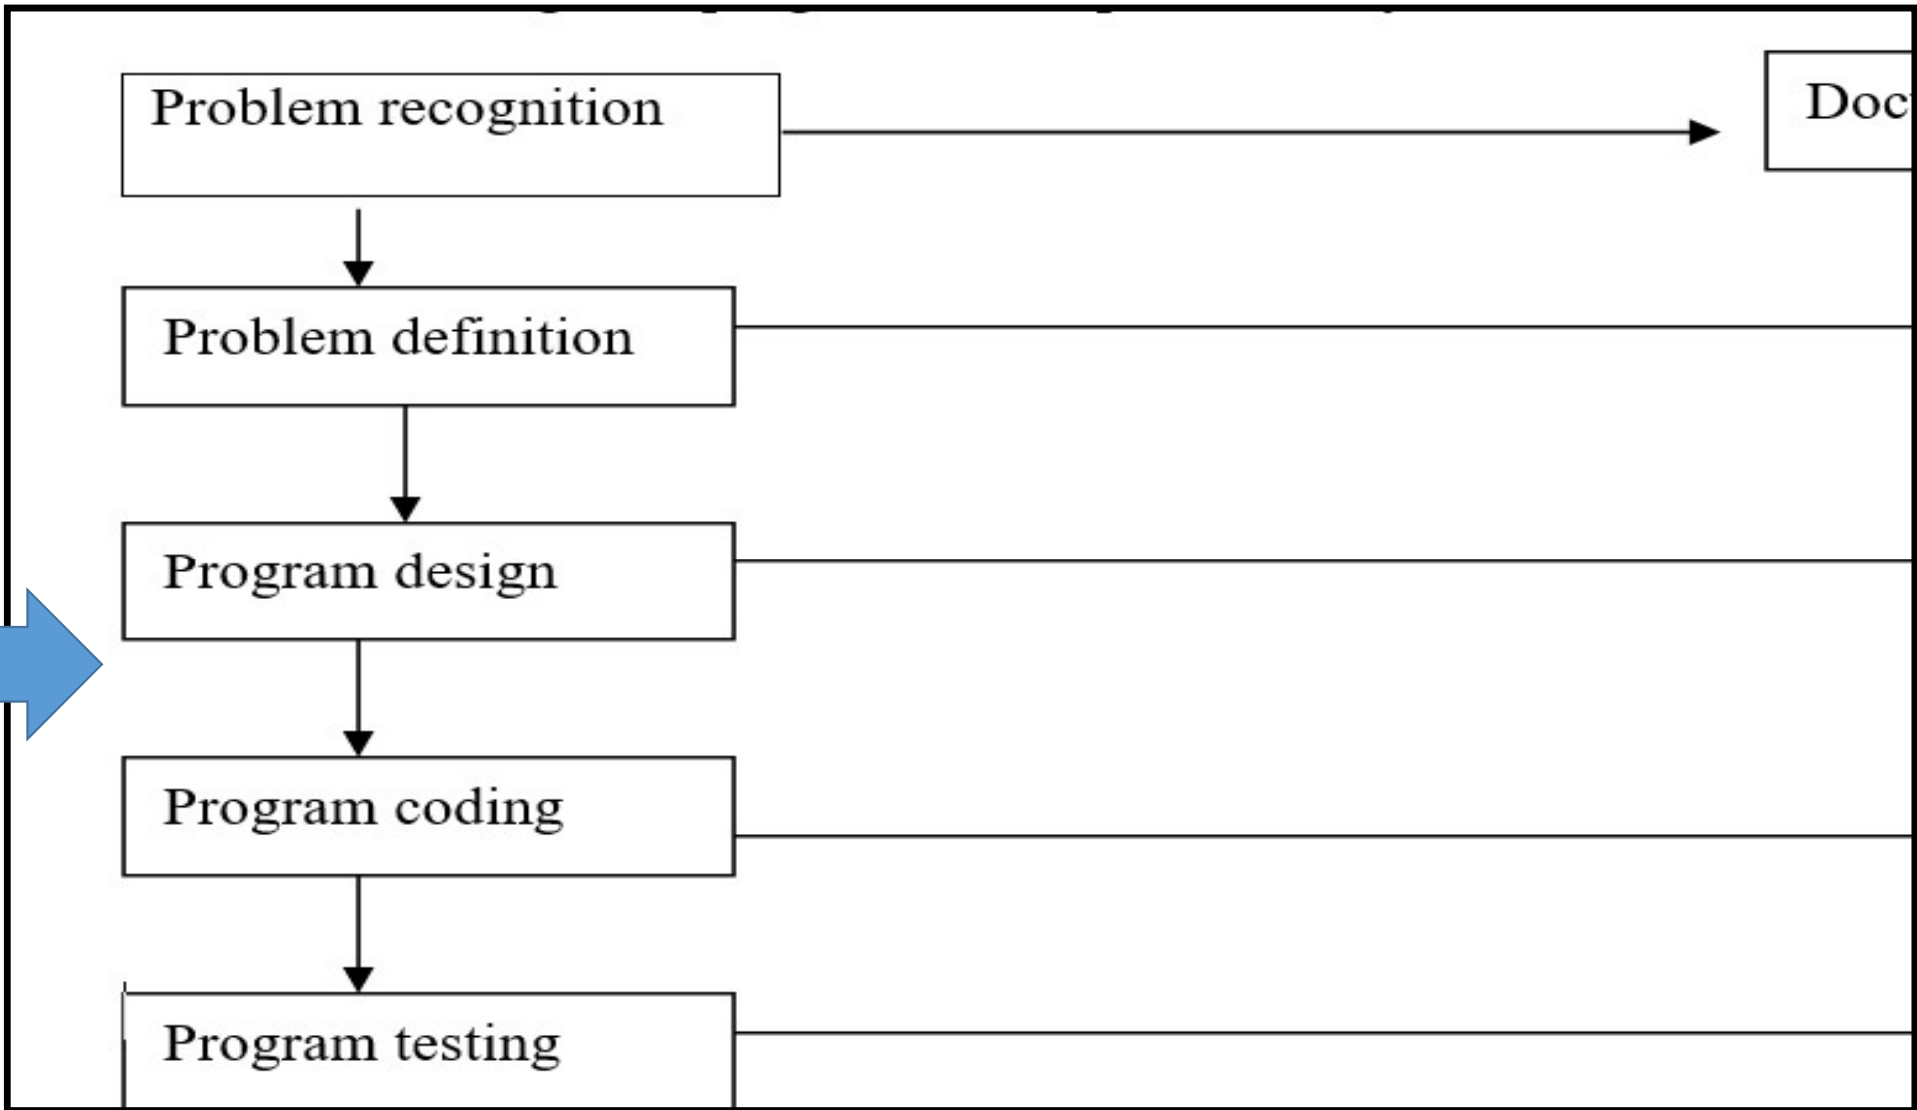 Problem recognition
Doc
Problem definition
Program design
Program coding
Program testing